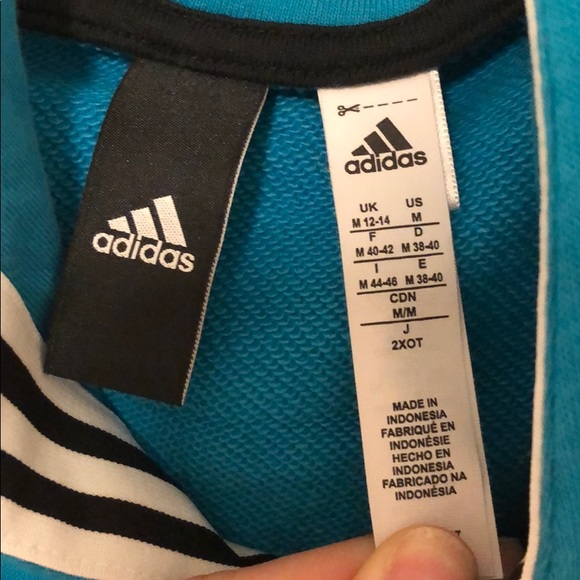 adidas
adidas
UK US
M 12-14 M
F D
M 40-42 M 38-40
I E
M 44-46 M 38-40
CDN
M/M
J
2XOT
MADE IN
INDONESIA
FABRIQUÉ EN
INDONÉSIE
HECHO EN
INDONESIA
FABRICADO NA
INDONÉSIA